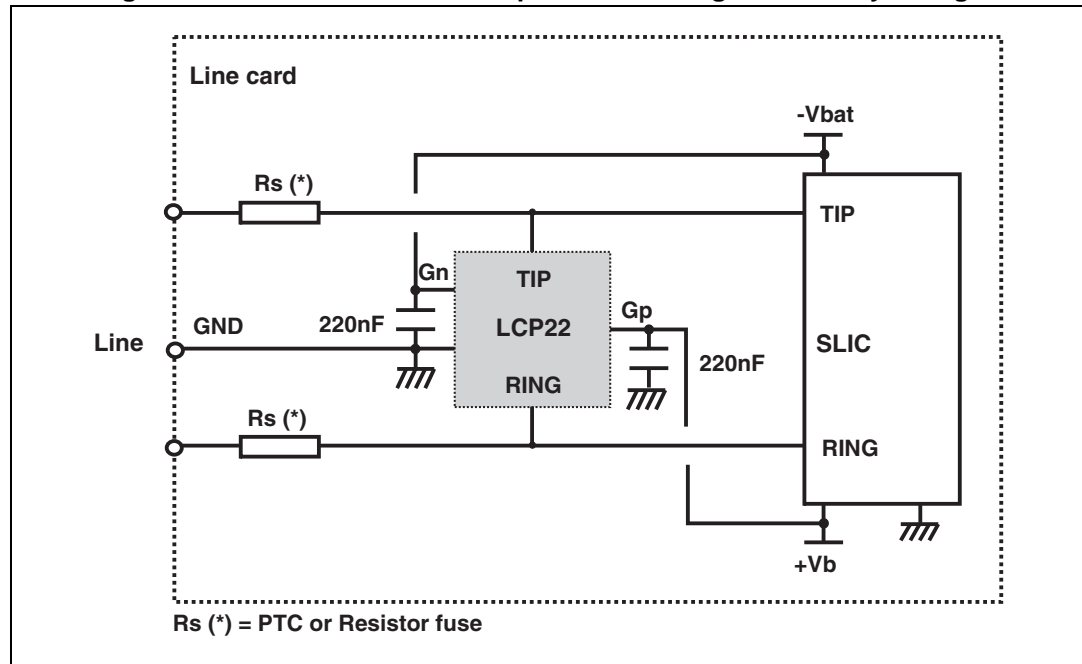 Line card
-Vbat
Rs (*)
TIP
Gn
TIP
Gp
LCP22
220nF
GND
Line
SLIC
220nF
RING
Rs (*)
RING
+Vb
Rs (*) = PTC or Resistor fuse